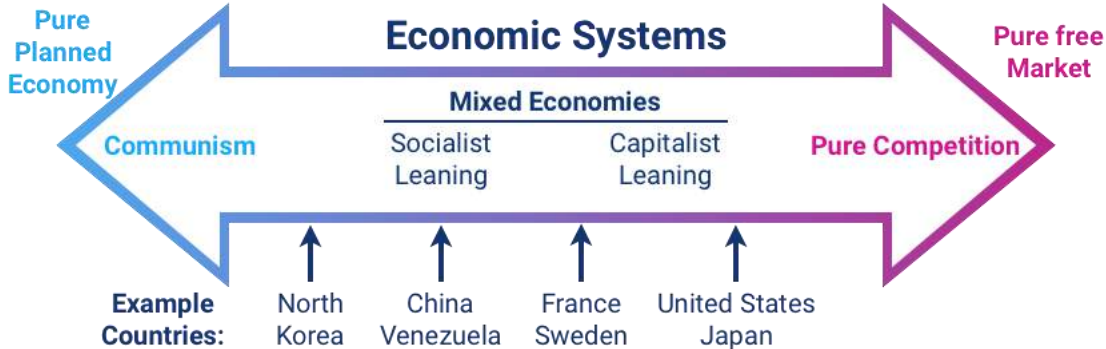 Economic Systems
Pure
Planned
Economy
Pure free
Market
Mixed Economies
Communism
Socialist
Leaning
Capitalist
Leaning
Pure Competition
Example
Countries:
North
Korea
China
Venezuela
France
Sweden
United States
Japan